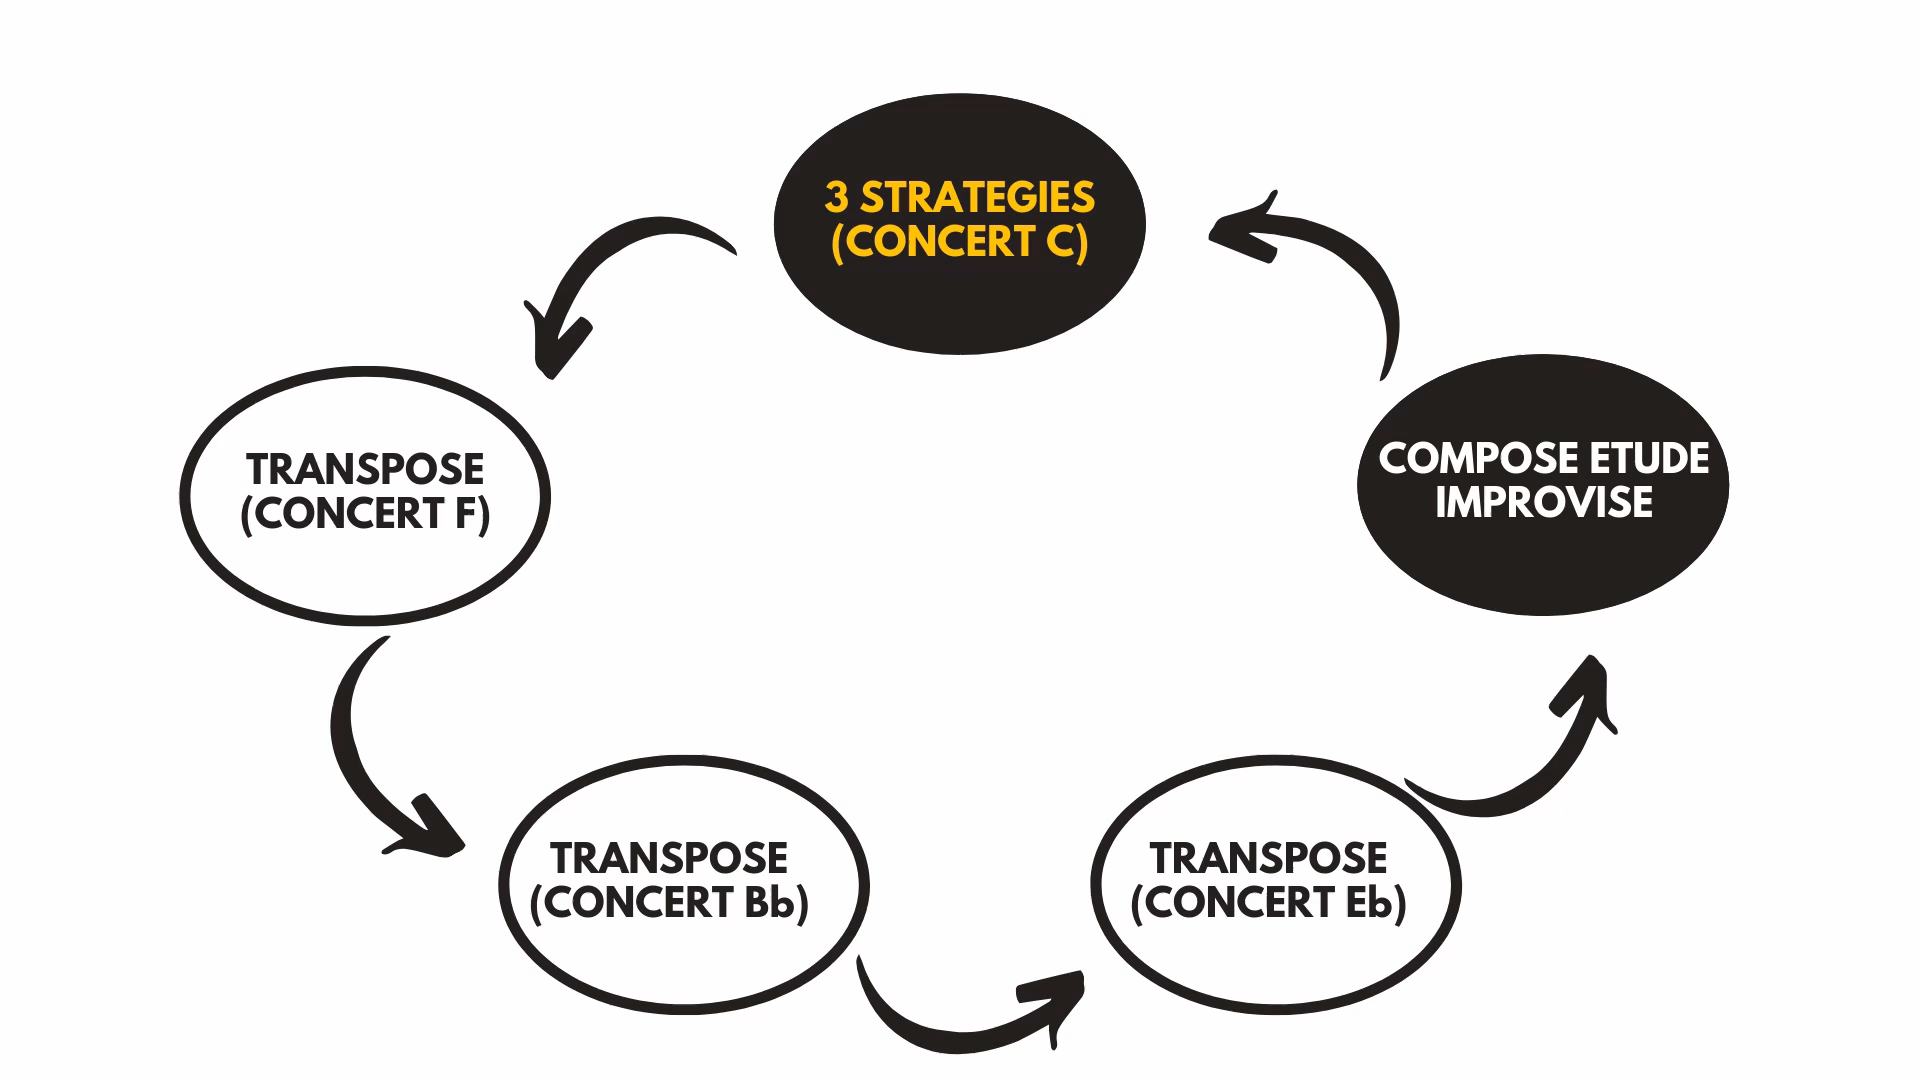 3 STRATEGIES
(CONCERT C)
TRANSPOSE
(CONCERT F)
TRANSPOSE
(CONCERT Bb)
TRANSPOSE
(CONCERT Eb)
COMPOSE ETUDE
IMPROVISE